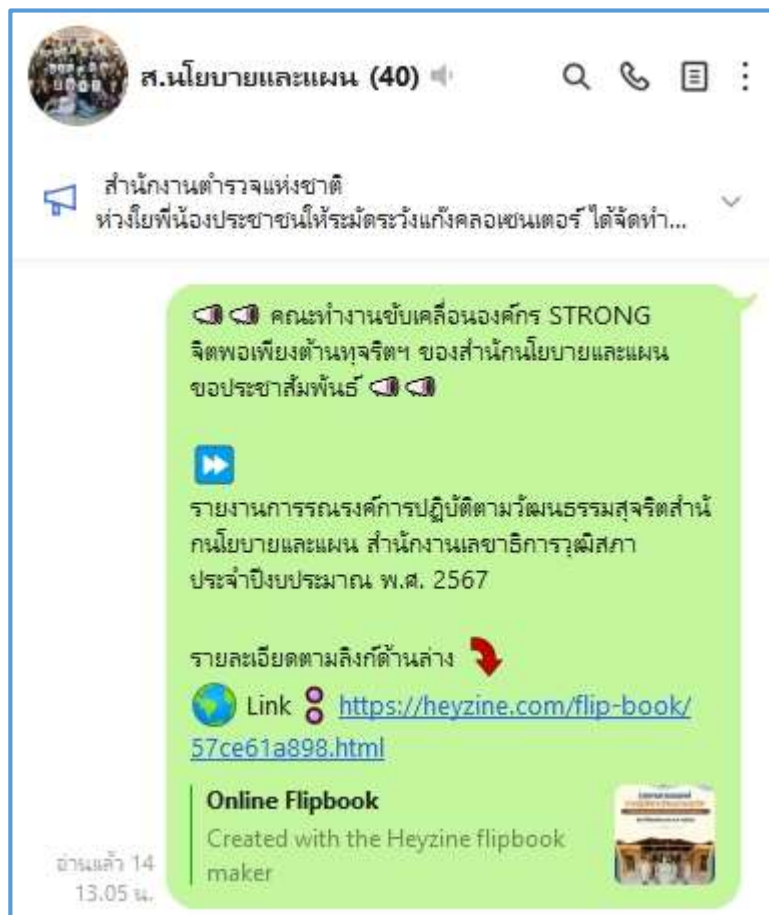 ส.นโยบายและแผน (40)
สำนักงานตำรวจแห่งชาติ
ห่วงใยพี่น้องประชาชนให้ระมัดระวังแก๊งคลอเซนเตอร์ ได้จัดทำ...
คณะทำงานขับเคลื่อนองค์กร STRONG
จิตพอเพียงต้านทุจริตฯ ของสำนักนโยบายและแผน
ขอประชาสัมพันธ์
รายงานการรณรงค์การปฏิบัติตามวัฒนธรรมสุจริตสำนั
กนโยบายและแผน สำนักงานเลขาธิการวุฒิสภา
ประจำปีงบประมาณ พ.ศ. 2567
รายละเอียดตามลิงก์ด้านล่าง
Link https://heyzine.com/flip-book/
57ce61a898.html
Online Flipbook
Created with the Heyzine flipbook
maker
อ่านแล้ว 14
13.05 น.